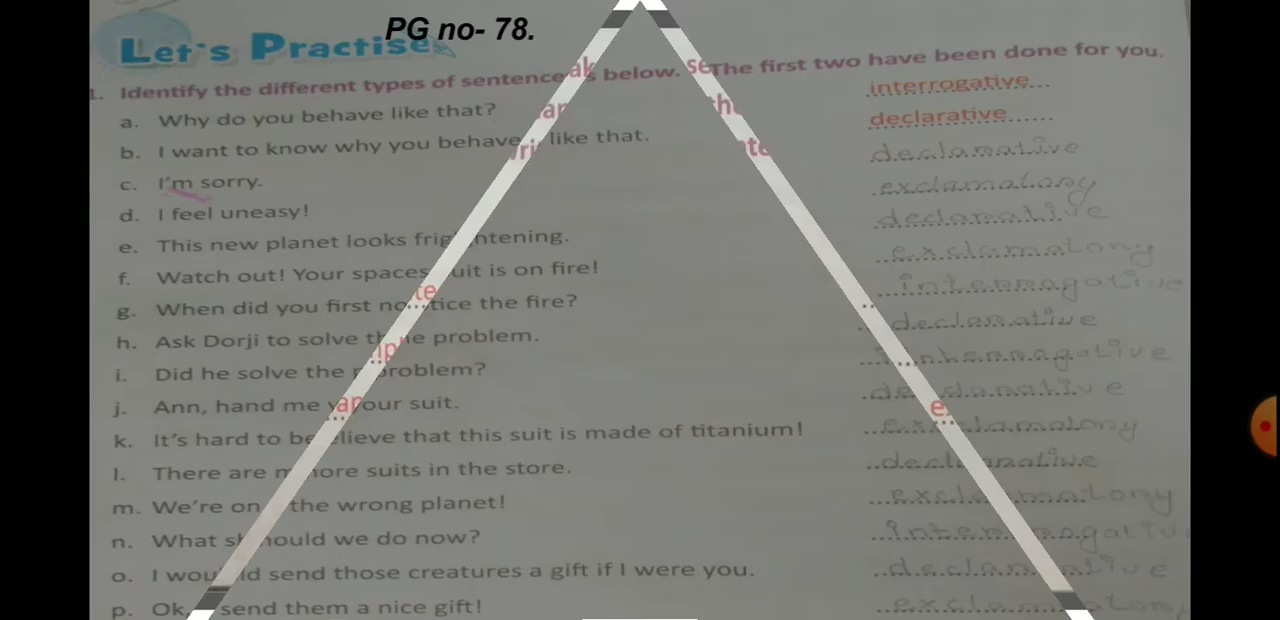 PG no- 78.
Let's Practise
1. Identify the different types of sentences below. The first two have been done for you.
a. Why do you behave like that? interrogative
b. I want to know why you behave like that. declarative
c. I'm sorry. declarative
d. I feel uneasy! exclamatory
e. This new planet looks frightening. declarative
f. Watch out! Your spacesuit is on fire! exclamatory
g. When did you first notice the fire? interrogative
h. Ask Dorji to solve the problem. declarative
i. Did he solve the problem? interrogative
j. Ann, hand me your suit. declarative
k. It's hard to believe that this suit is made of titanium! exclamatory
l. There are more suits in the store. declarative
m. We're on the wrong planet! exclamatory
n. What should we do now? interrogative
o. I would send those creatures a gift if I were you. declarative
p. Ok, send them a nice gift! exclamatory